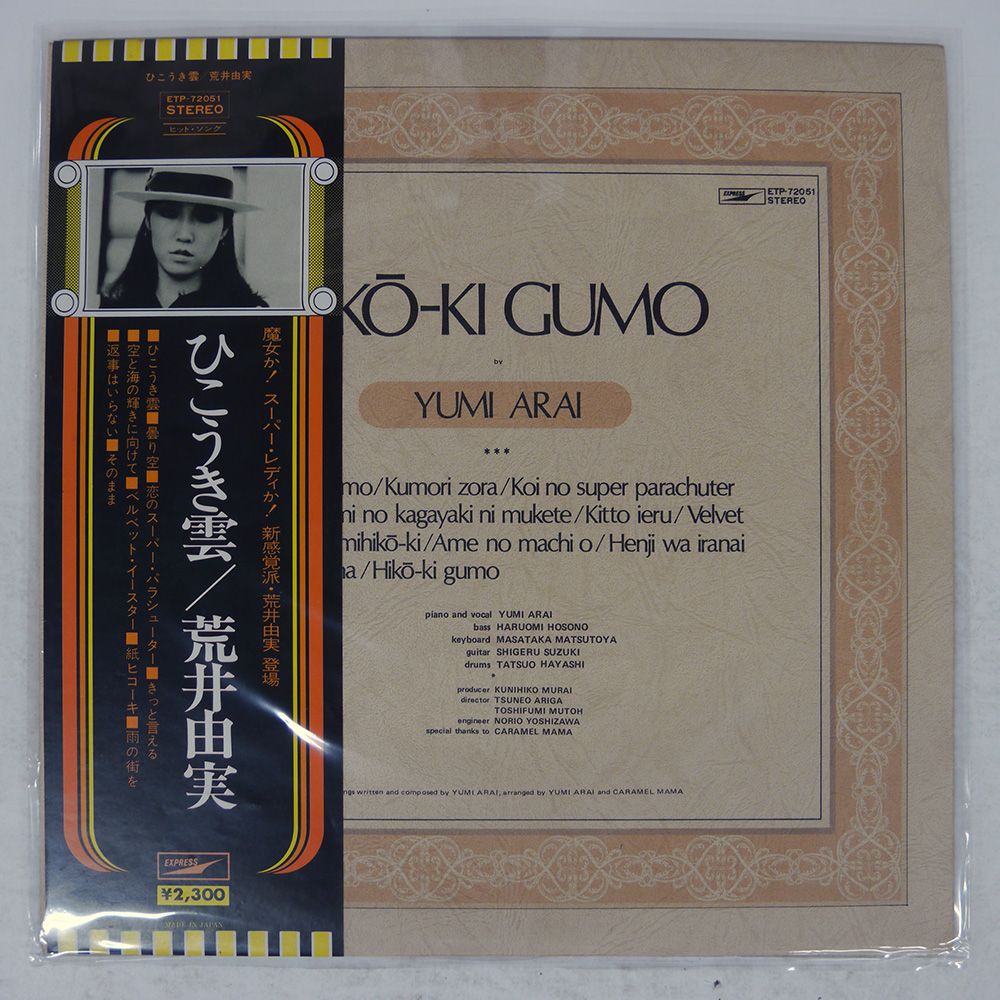 ひこうき雲／荒井由実
ETP-72051
STEREO
ヒット・ソング
魔女か！スーパー・レディか！新感覚派・荒井由実 登場
ひこうき雲／荒井由実
■ひこうき雲■曇り空■恋のスーパー・パラシューター■きっと言える
■空と海の輝きに向けて■ベルベット・イースター■紙ヒコーキ■雨の街を
■返事はいらない■そのまま
EXPRESS
¥2,300
MADE IN JAPAN
EXPRESS
ETP-72051
STEREO
KŌ-KI GUMO
by
YUMI ARAI
***
mo/Kumori zora/Koi no super parachuter
mi no kagayaki ni mukete/Kitto ieru/Velvet
mihikō-ki/Ame no machi o/Henji wa iranai
na/Hikō-ki gumo
piano and vocal YUMI ARAI
bass HARUOMI HOSONO
keyboard MASATAKA MATSUTOYA
guitar SHIGERU SUZUKI
drums TATSUO HAYASHI
*
producer KUNIHIKO MURAI
director TSUNEO ARIGA
TOSHIFUMI MUTOH
engineer NORIO YOSHIZAWA
special thanks to CARAMEL MAMA
ngs written and composed by YUMI ARAI, arranged by YUMI ARAI and CARAMEL MAMA